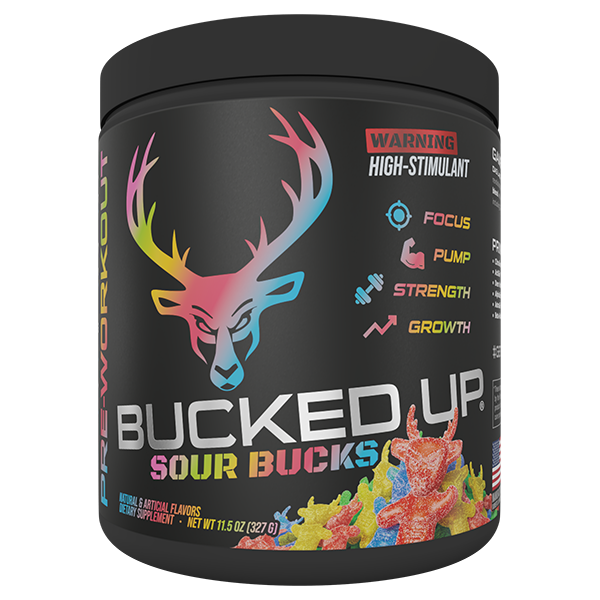 PRE-WORKOUT
WARNING
HIGH-STIMULANT
FOCUS
PUMP
STRENGTH
GROWTH
BUCKED UP®
SOUR BUCKS
NATURAL & ARTICIAL FLAVORS
DIETARY SUPPLEMENT • NET WT 11.5 OZ (327 G)